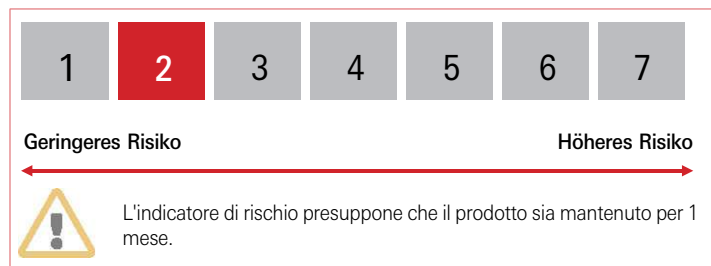 1 2 3 4 5 6 7
Geringeres Risiko Höheres Risiko
L'indicatore di rischio presuppone che il prodotto sia mantenuto per 1
mese.